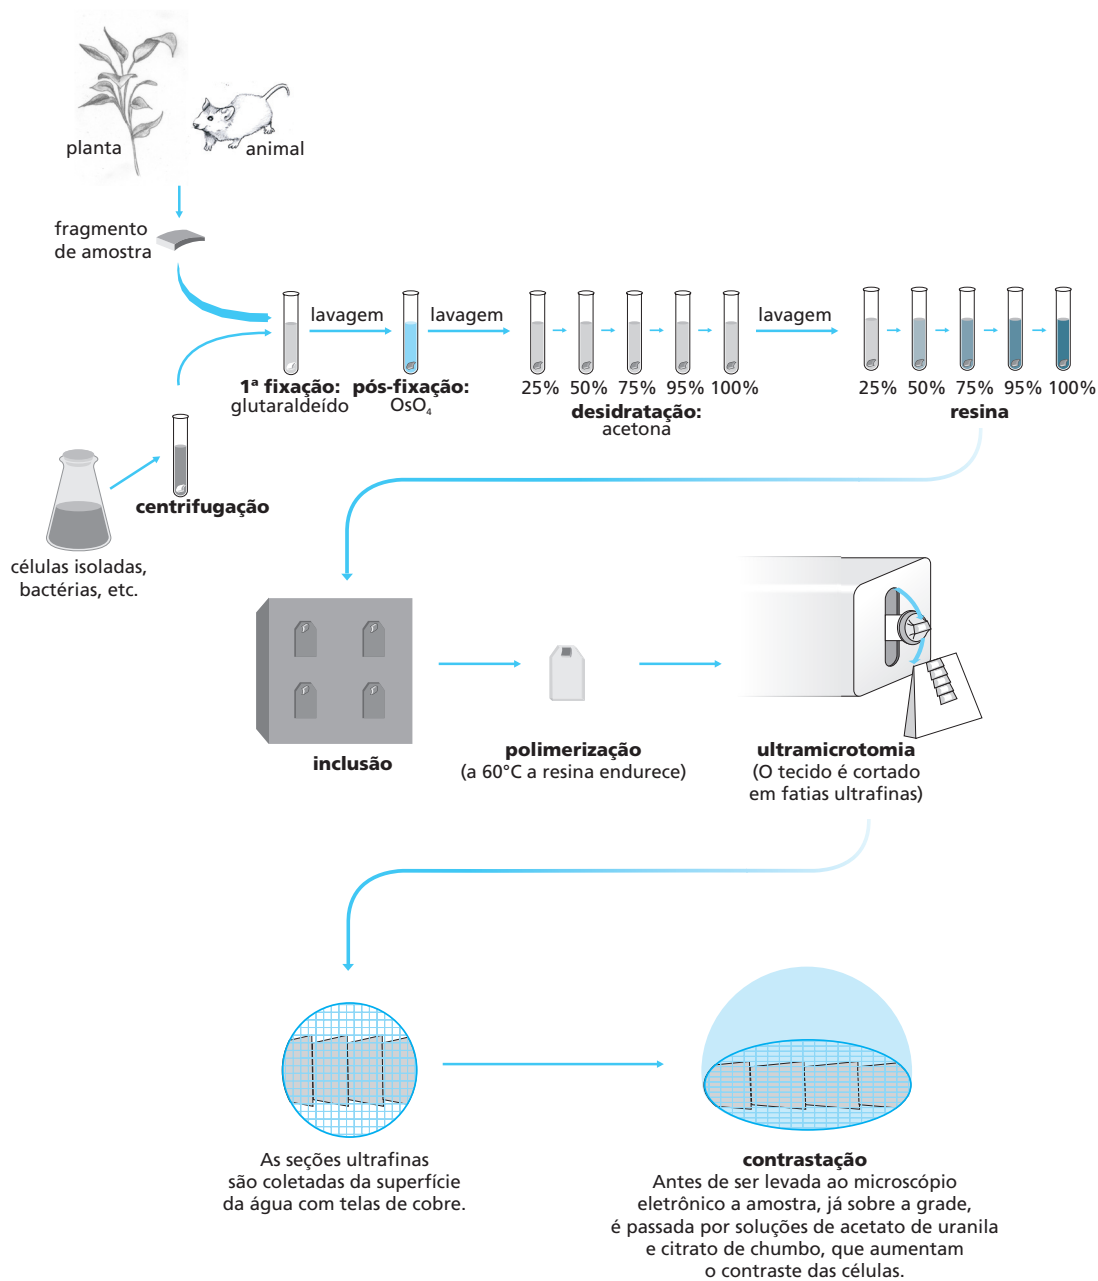 planta
animal
fragmento
de amostra
lavagem
lavagem
lavagem
1ª fixação:
glutaraldeído
pós-fixação:
OsO₄
25% 50% 75% 95% 100%
desidratação:
acetona
25% 50% 75% 95% 100%
resina
centrifugação
células isoladas,
bactérias, etc.
inclusão
polimerização
(a 60°C a resina endurece)
ultramicrotomia
(O tecido é cortado
em fatias ultrafinas)
As seções ultrafinas
são coletadas da superfície
da água com telas de cobre.
contrastação
Antes de ser levada ao microscópio
eletrônico a amostra, já sobre a grade,
é passada por soluções de acetato de uranila
e citrato de chumbo, que aumentam
o contraste das células.